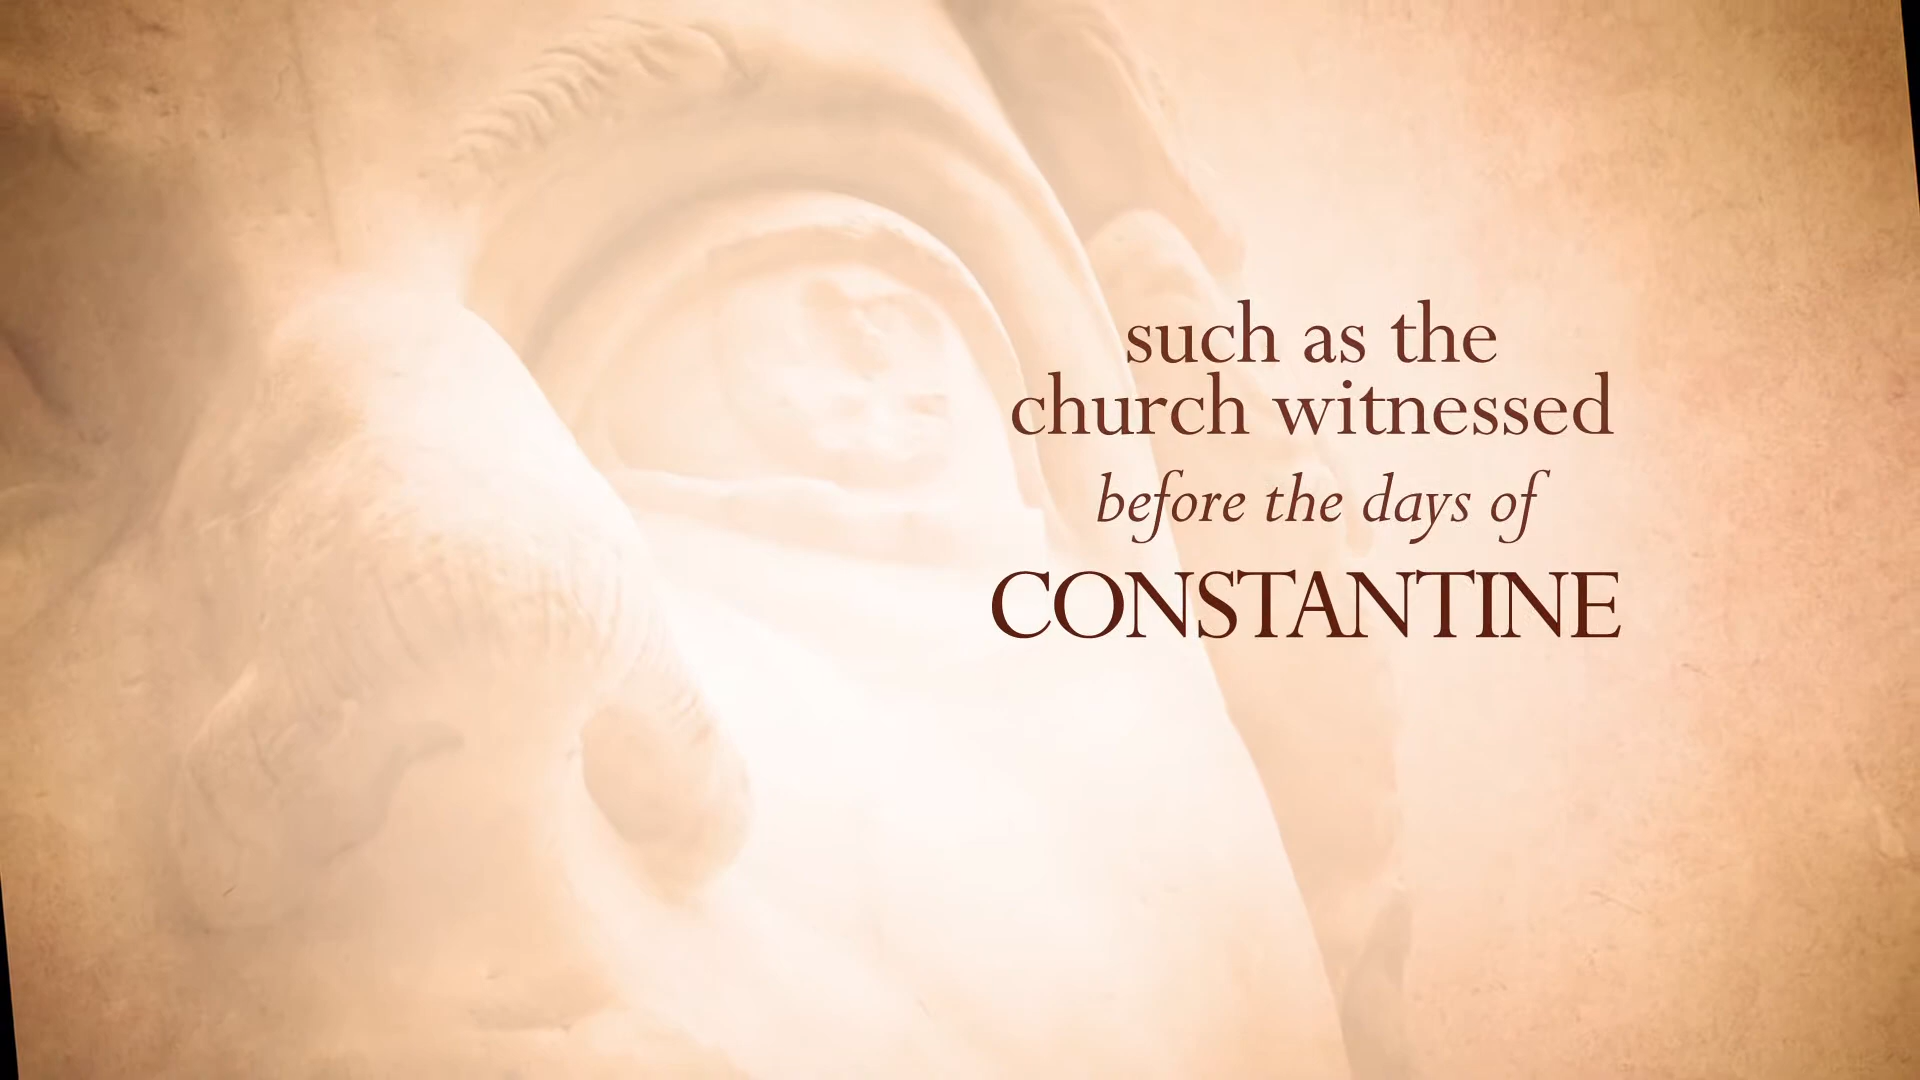 such as the
church witnessed
before the days of
CONSTANTINE